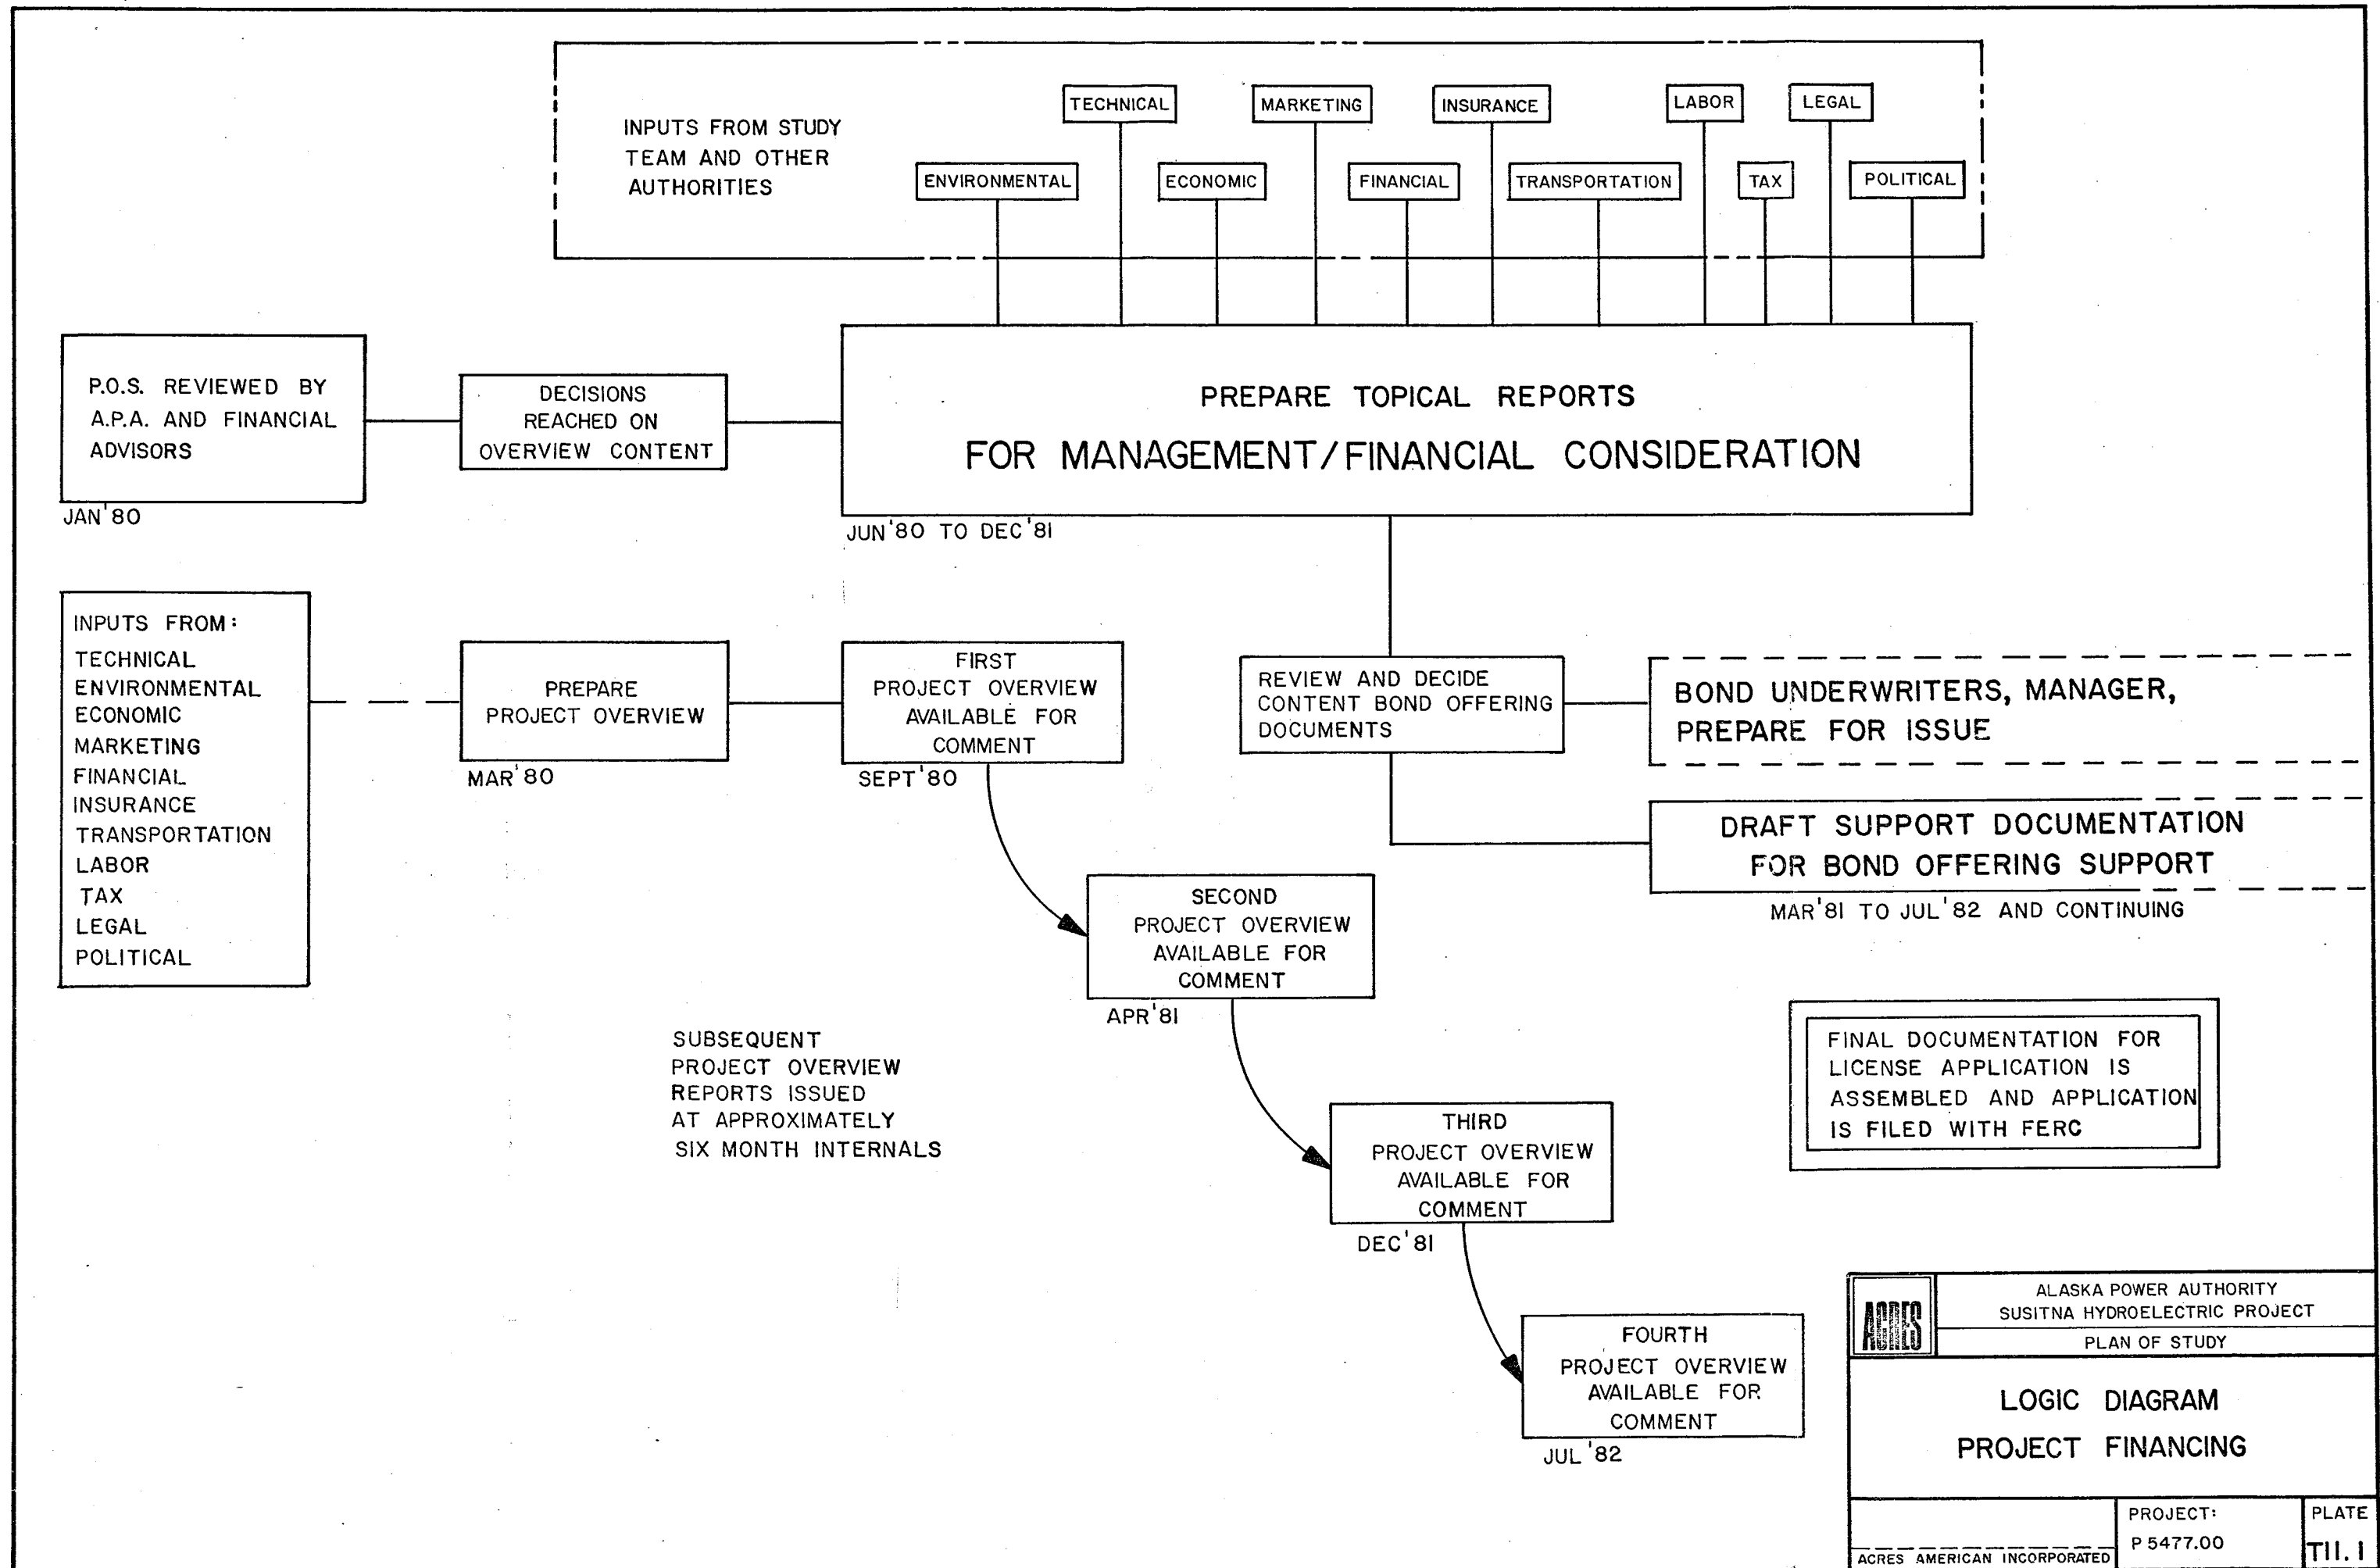 INPUTS FROM STUDY
TEAM AND OTHER
AUTHORITIES
TECHNICAL
MARKETING
INSURANCE
LABOR
LEGAL
ENVIRONMENTAL
ECONOMIC
FINANCIAL
TRANSPORTATION
TAX
POLITICAL
P.O.S. REVIEWED BY
A.P.A. AND FINANCIAL
ADVISORS
JAN '80
DECISIONS
REACHED ON
OVERVIEW CONTENT
PREPARE TOPICAL REPORTS
FOR MANAGEMENT/FINANCIAL CONSIDERATION
JUN '80 TO DEC '81
INPUTS FROM:
TECHNICAL
ENVIRONMENTAL
ECONOMIC
MARKETING
FINANCIAL
INSURANCE
TRANSPORTATION
LABOR
TAX
LEGAL
POLITICAL
PREPARE
PROJECT OVERVIEW
MAR '80
FIRST
PROJECT OVERVIEW
AVAILABLE FOR
COMMENT
SEPT '80
REVIEW AND DECIDE
CONTENT BOND OFFERING
DOCUMENTS
BOND UNDERWRITERS, MANAGER,
PREPARE FOR ISSUE
DRAFT SUPPORT DOCUMENTATION
FOR BOND OFFERING SUPPORT
MAR '81 TO JUL '82 AND CONTINUING
SECOND
PROJECT OVERVIEW
AVAILABLE FOR
COMMENT
APR '81
SUBSEQUENT
PROJECT OVERVIEW
REPORTS ISSUED
AT APPROXIMATELY
SIX MONTH INTERNALS
FINAL DOCUMENTATION FOR
LICENSE APPLICATION IS
ASSEMBLED AND APPLICATION
IS FILED WITH FERC
THIRD
PROJECT OVERVIEW
AVAILABLE FOR
COMMENT
DEC '81
FOURTH
PROJECT OVERVIEW
AVAILABLE FOR
COMMENT
JUL '82
ACRES
ALASKA POWER AUTHORITY
SUSITNA HYDROELECTRIC PROJECT
PLAN OF STUDY
LOGIC DIAGRAM
PROJECT FINANCING
ACRES AMERICAN INCORPORATED
PROJECT:
P 5477.00
PLATE
T11.1